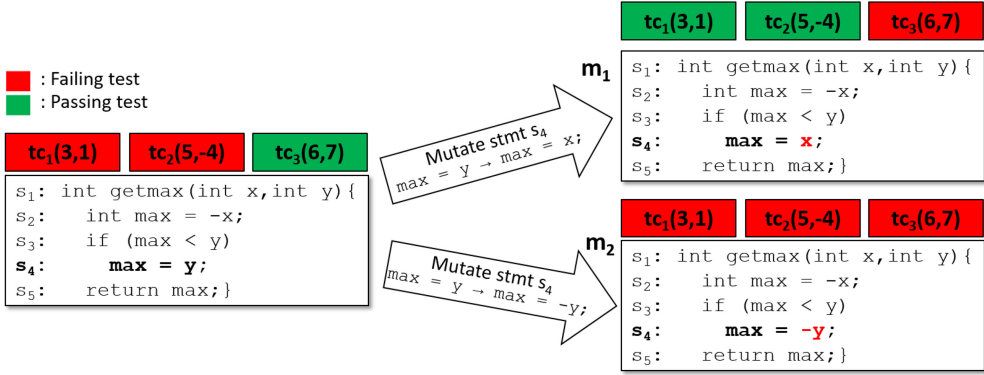 : Failing test
: Passing test
tc₁(3,1) tc₂(5,-4) tc₃(6,7)
s₁: int getmax(int x,int y){
s₂: int max = -x;
s₃: if (max < y)
s₄: max = y;
s₅: return max;}
Mutate stmt s₄
max = y → max = x;
Mutate stmt s₄
max = y → max = -y;
tc₁(3,1) tc₂(5,-4) tc₃(6,7)
m₁
s₁: int getmax(int x,int y){
s₂: int max = -x;
s₃: if (max < y)
s₄: max = x;
s₅: return max;}
tc₁(3,1) tc₂(5,-4) tc₃(6,7)
m₂
s₁: int getmax(int x,int y){
s₂: int max = -x;
s₃: if (max < y)
s₄: max = -y;
s₅: return max;}